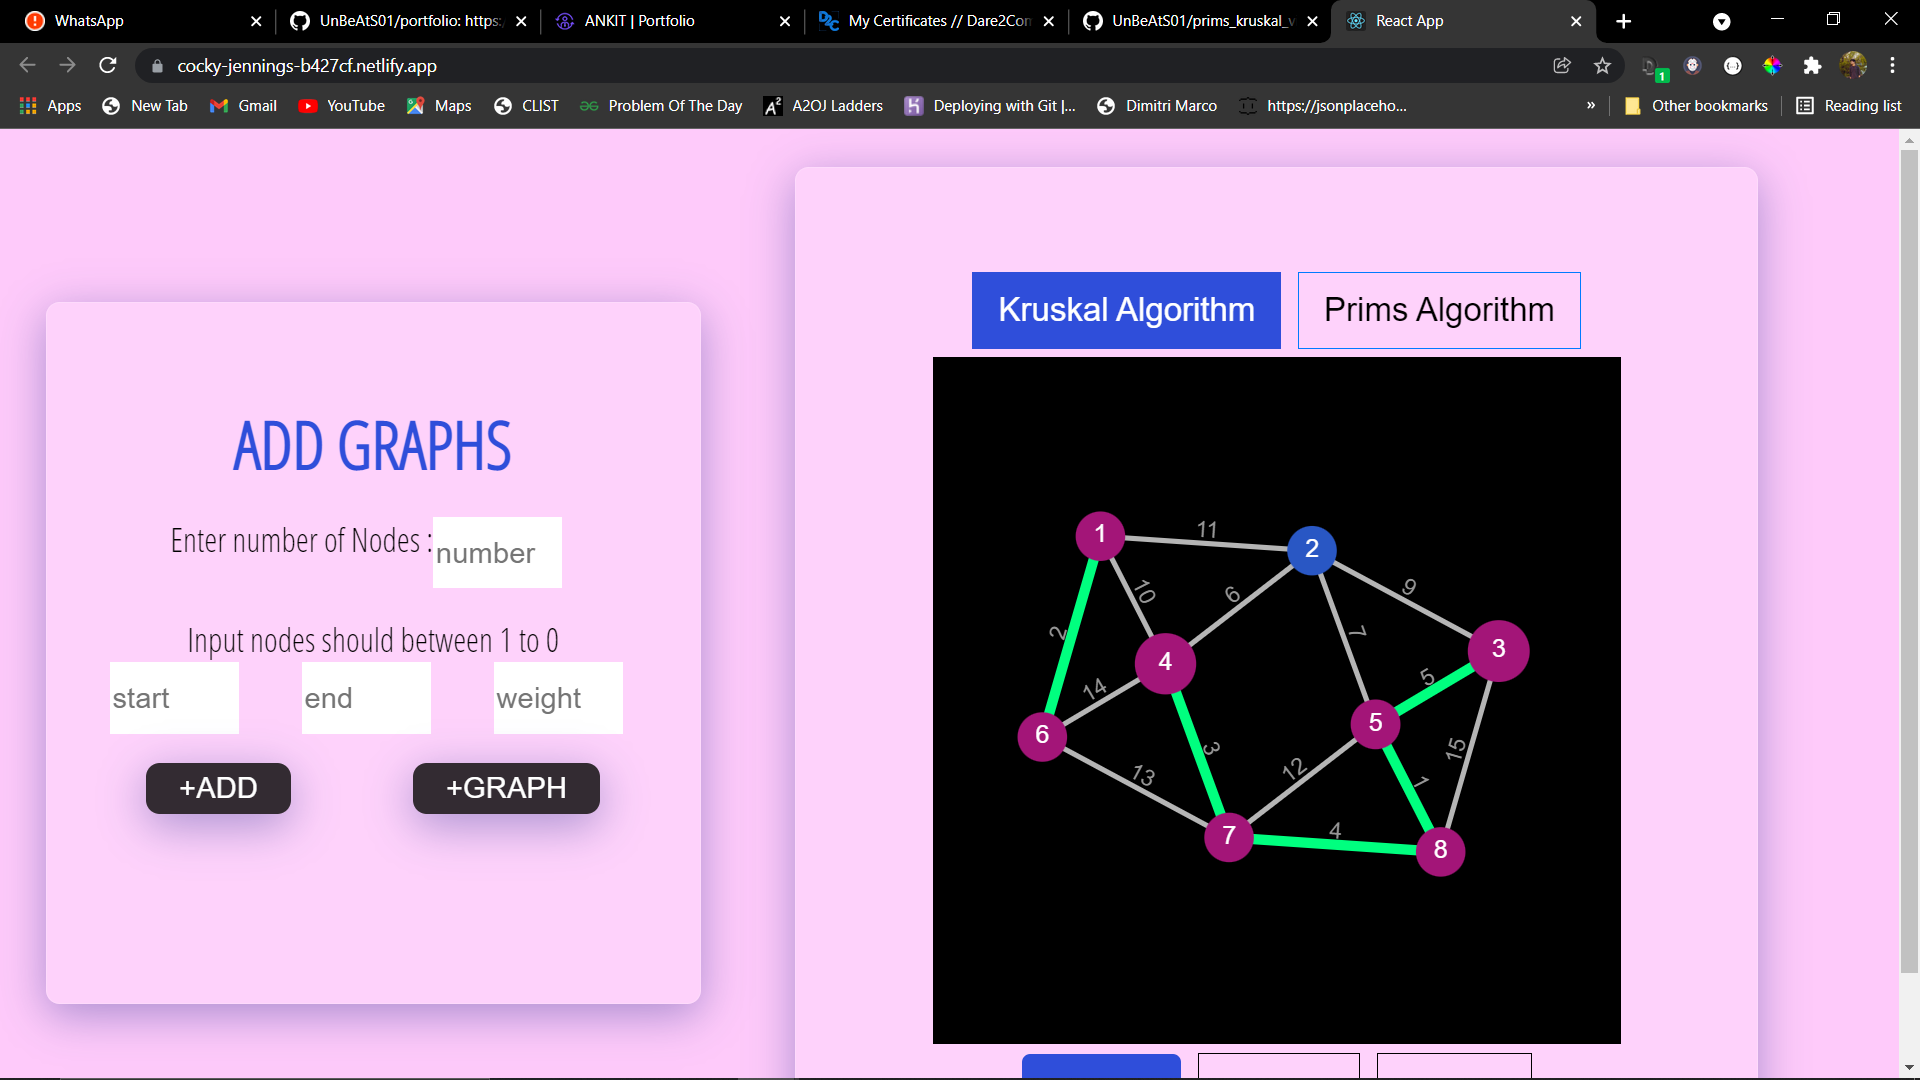 WhatsApp
UnBeAtS01/portfolio: https:
ANKIT | Portfolio
My Certificates // Dare2Com
UnBeAtS01/prims_kruskal_v
React App
cocky-jennings-b427cf.netlify.app
1
Apps
New Tab
Gmail
YouTube
Maps
CLIST
Problem Of The Day
A2OJ Ladders
Deploying with Git |...
Dimitri Marco
https://jsonplaceho...
»
Other bookmarks
Reading list
Kruskal Algorithm
Prims Algorithm
ADD GRAPHS
Enter number of Nodes :
number
Input nodes should between 1 to 0
start
end
weight
+ADD
+GRAPH
1
11
2
10
6
9
2
7
3
4
5
14
5
6
3
15
13
12
1
7
4
8